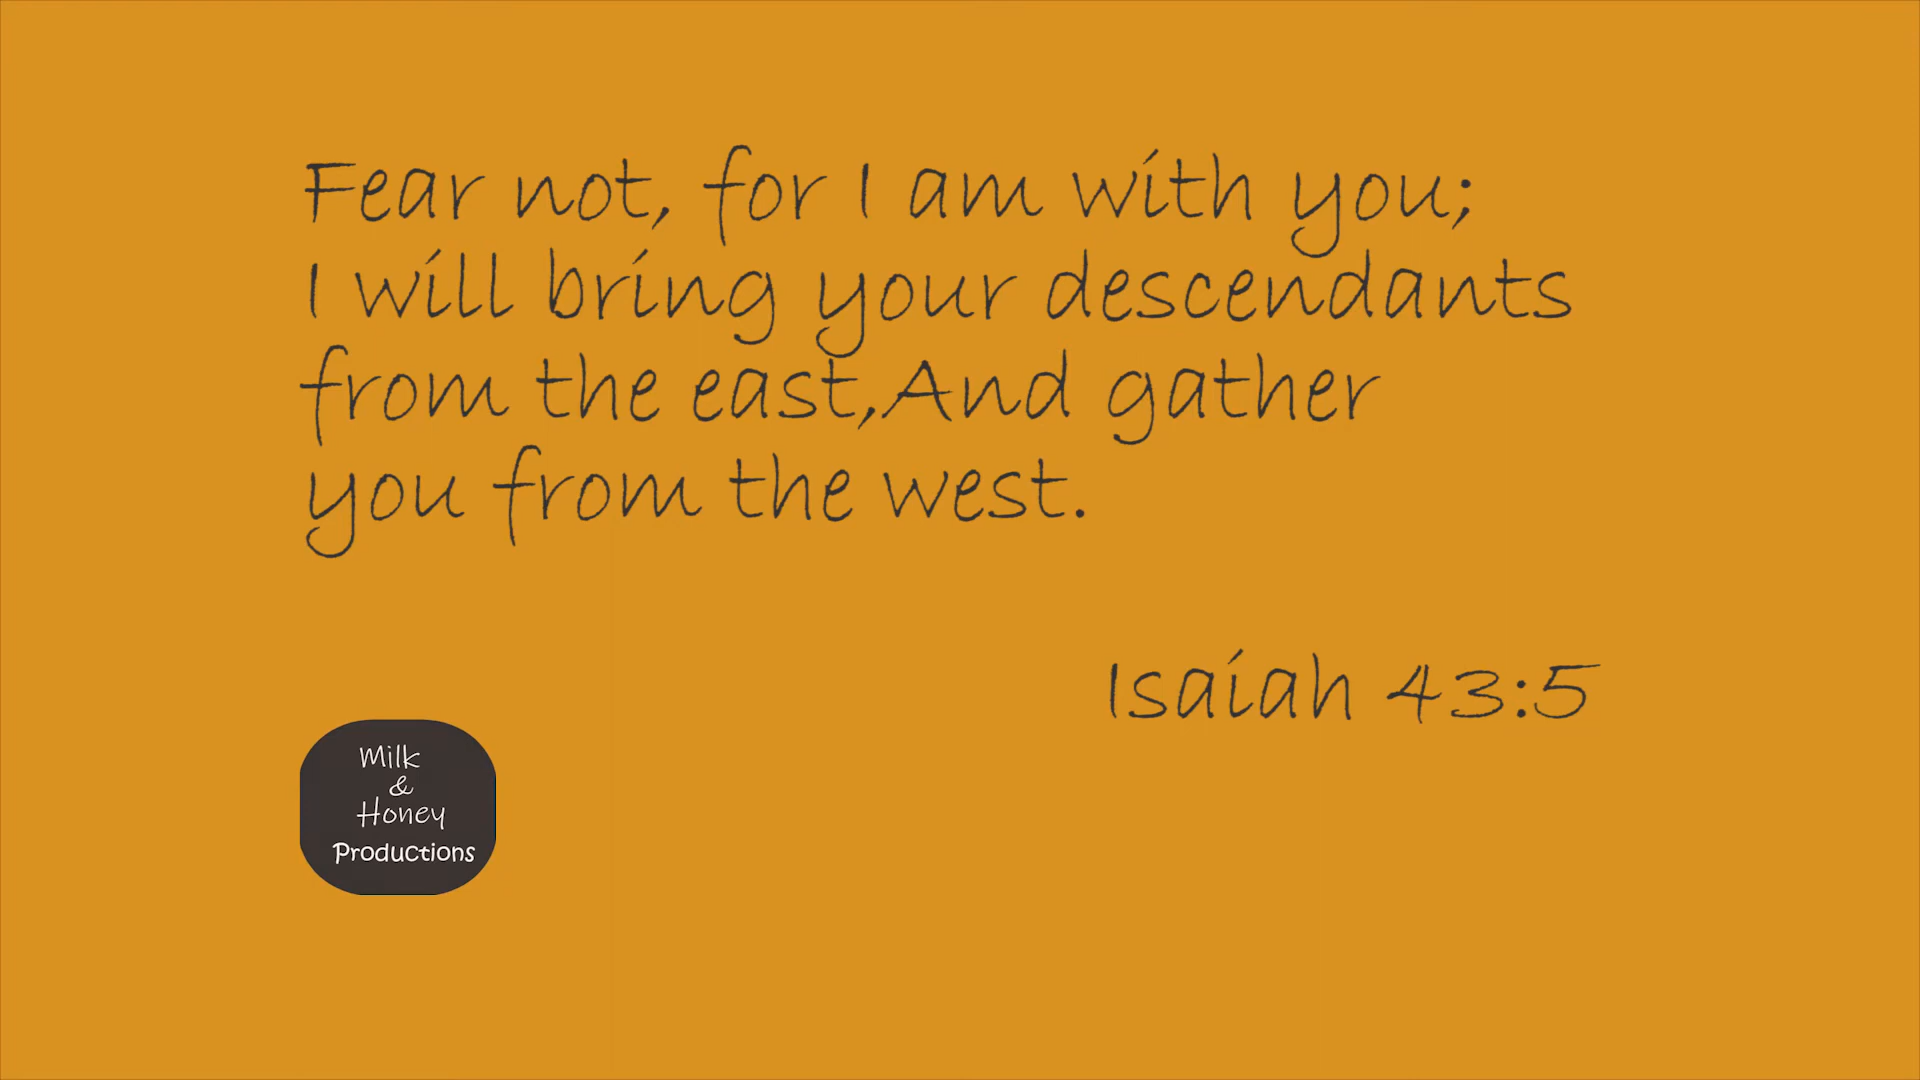 Fear not, for I am with you;
I will bring your descendants
from the east,And gather
you from the west.
Isaiah 43:5
Milk
&
Honey
Productions